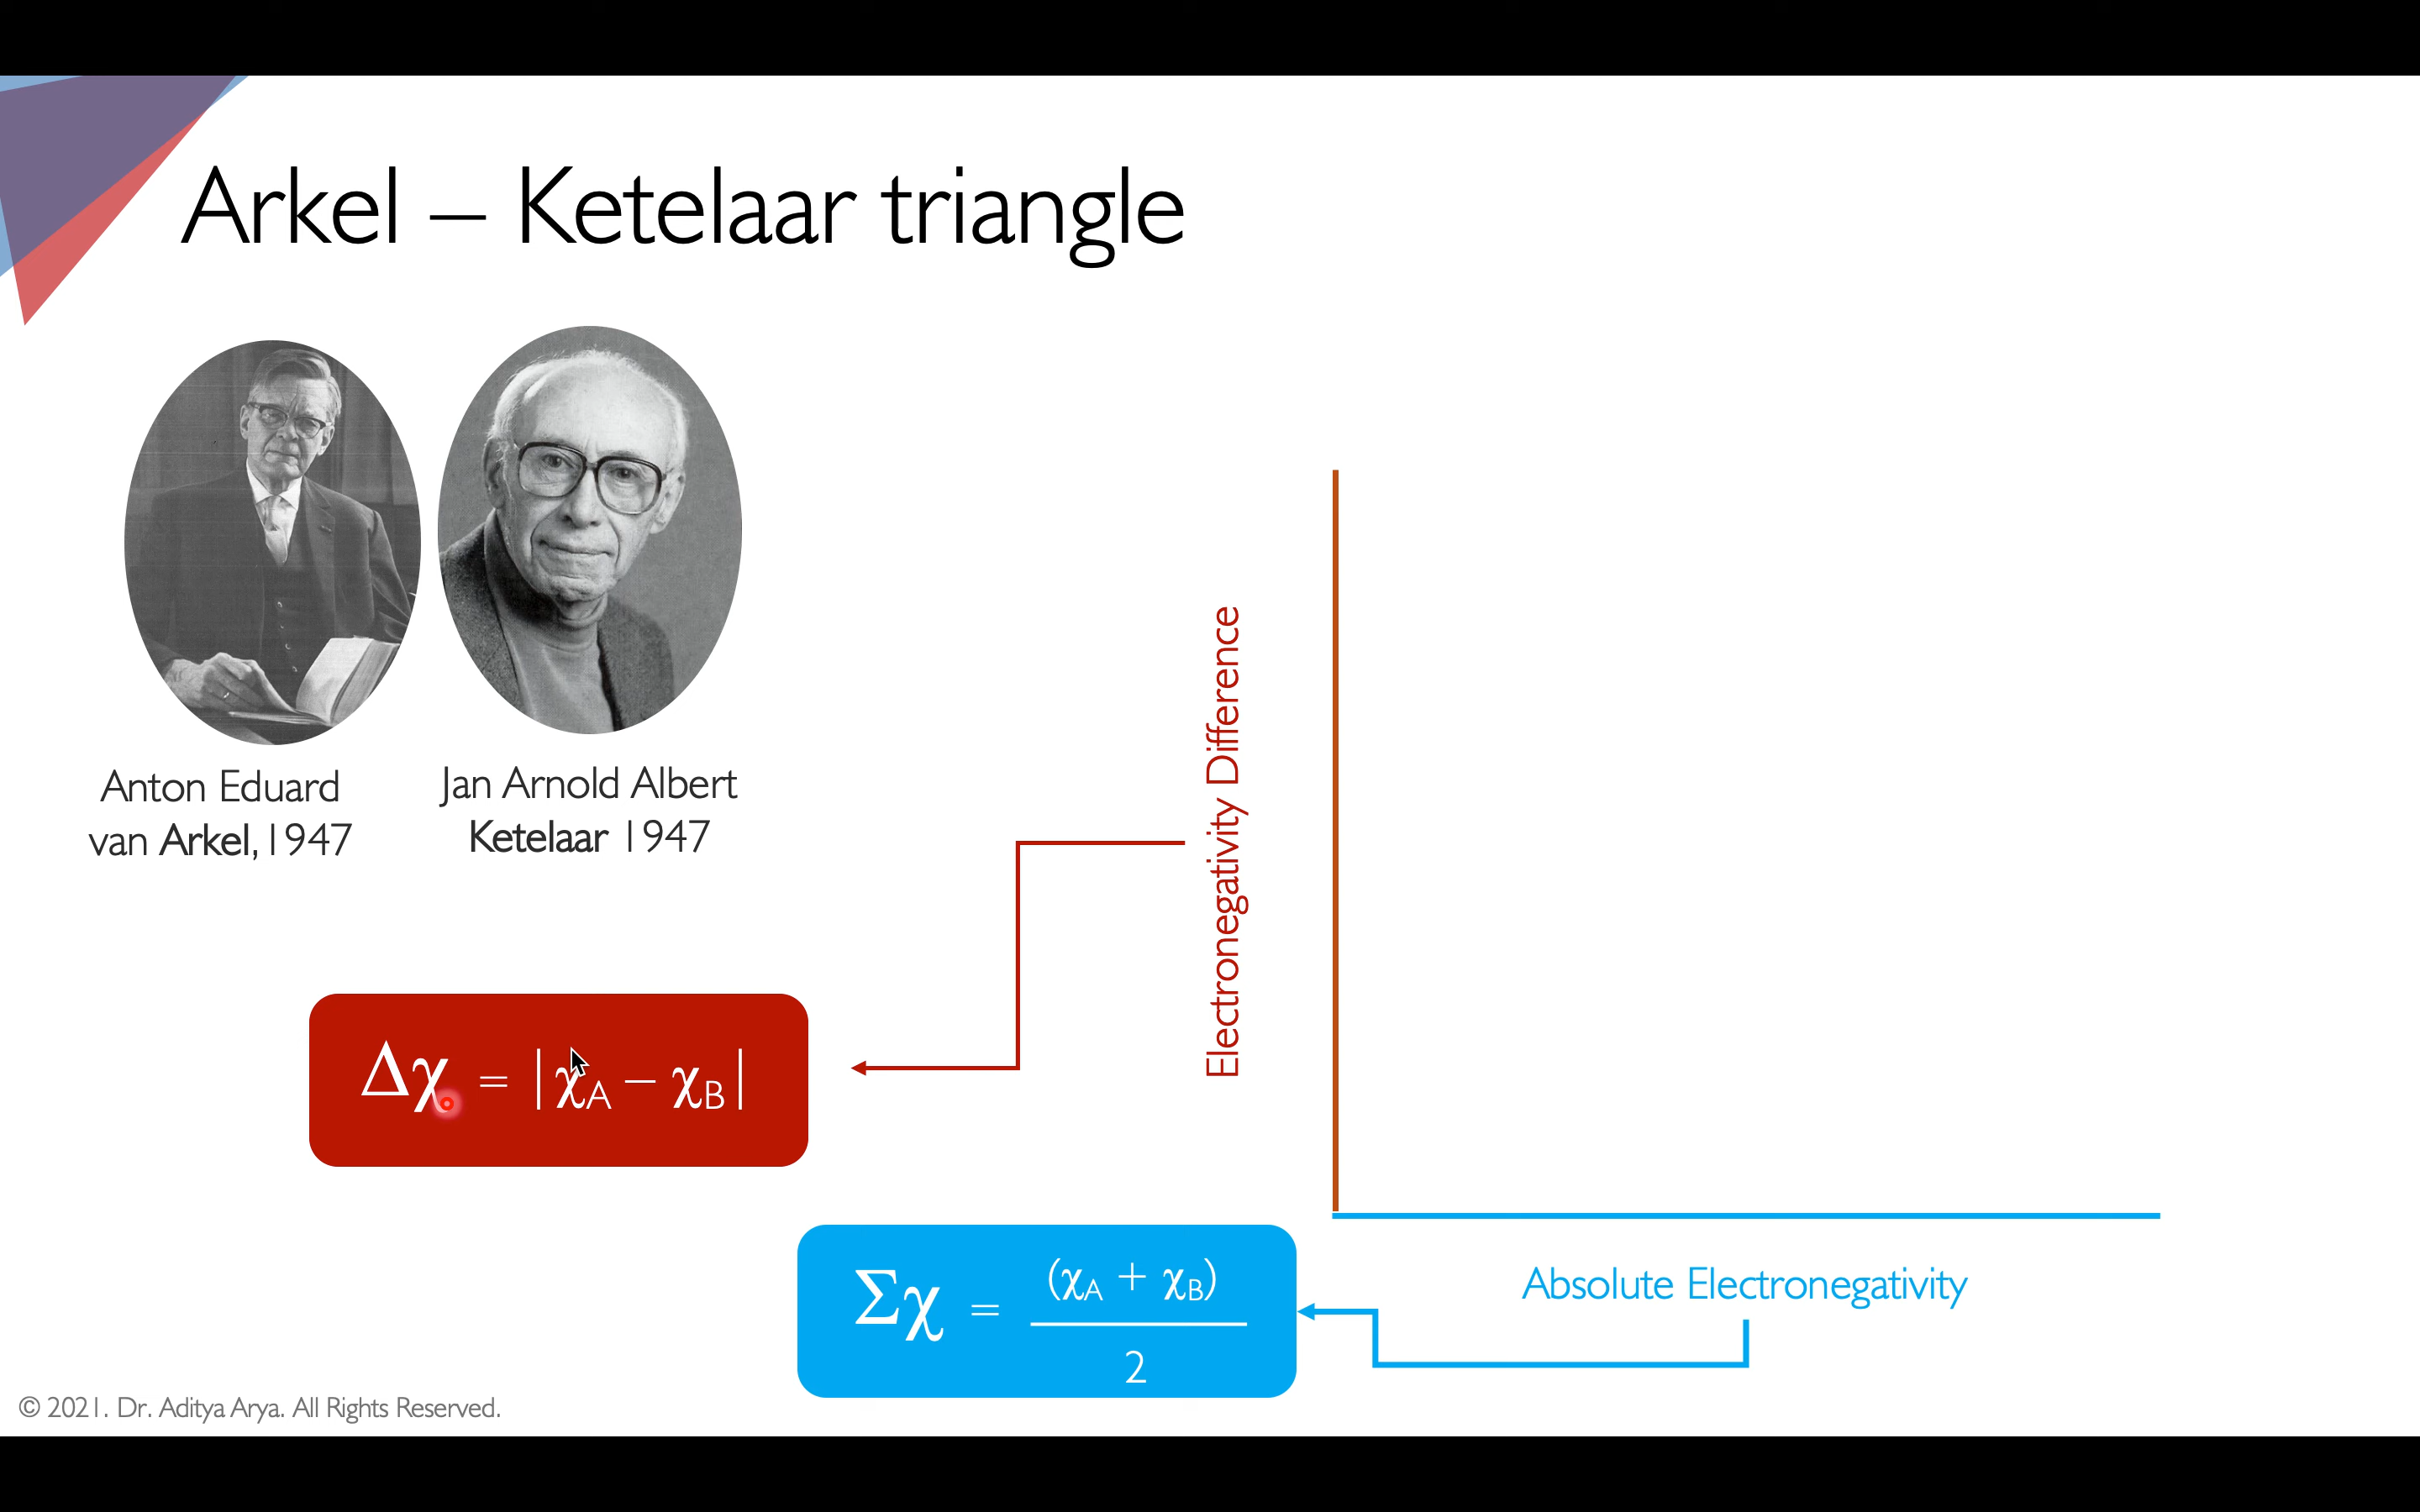 Arkel – Ketelaar triangle
Anton Eduard
van Arkel, 1947
Jan Arnold Albert
Ketelaar 1947
Electronegativity Difference
Δχ = | χA – χB |
Σχ = (χA + χB)
2
Absolute Electronegativity
© 2021. Dr. Aditya Arya. All Rights Reserved.